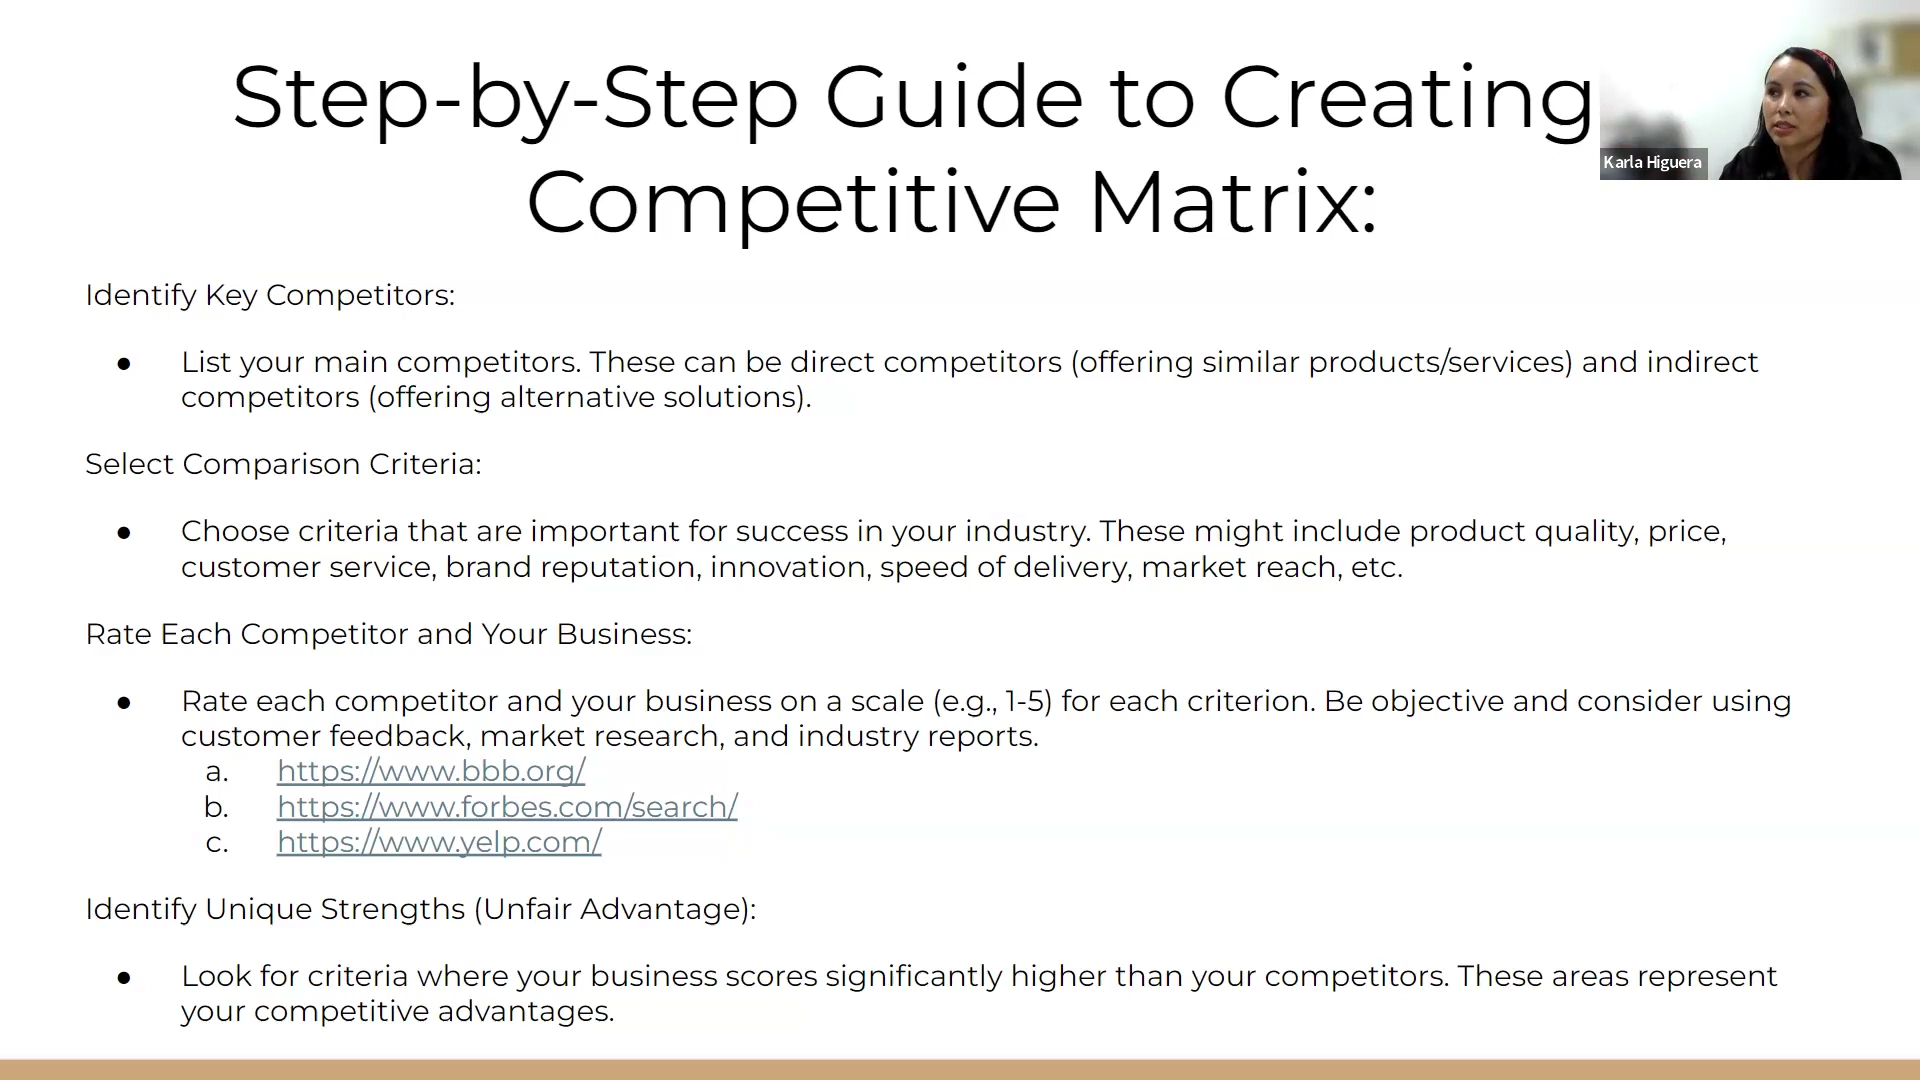 Step-by-Step Guide to Creating
Competitive Matrix:
Karla Higuera
Identify Key Competitors:
● List your main competitors. These can be direct competitors (offering similar products/services) and indirect
competitors (offering alternative solutions).
Select Comparison Criteria:
● Choose criteria that are important for success in your industry. These might include product quality, price,
customer service, brand reputation, innovation, speed of delivery, market reach, etc.
Rate Each Competitor and Your Business:
● Rate each competitor and your business on a scale (e.g., 1-5) for each criterion. Be objective and consider using
customer feedback, market research, and industry reports.
a. https://www.bbb.org/
b. https://www.forbes.com/search/
c. https://www.yelp.com/
Identify Unique Strengths (Unfair Advantage):
● Look for criteria where your business scores significantly higher than your competitors. These areas represent
your competitive advantages.